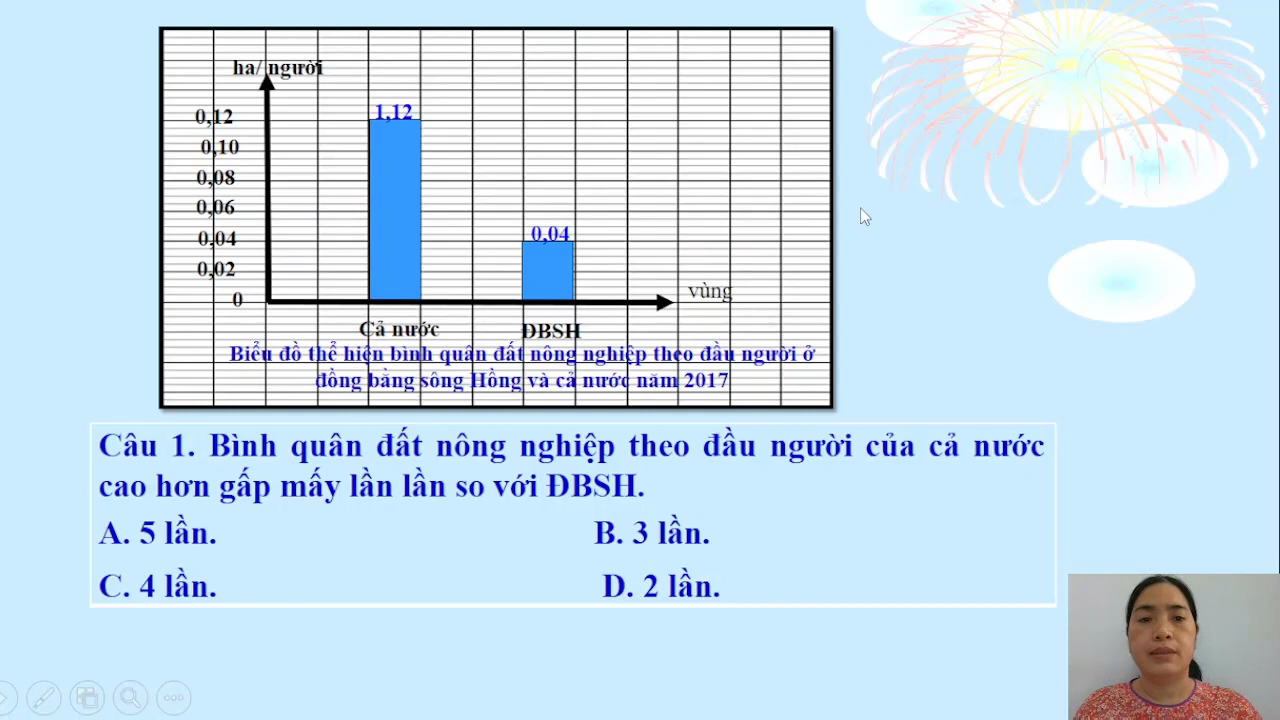 ha/ người
0,12
0,10
0,08
0,06
0,04
0,02
0
1,12
0,04
vùng
Cả nước
ĐBSH
Biểu đồ thể hiện bình quân đất nông nghiệp theo đầu người ở
đồng bằng sông Hồng và cả nước năm 2017
Câu 1. Bình quân đất nông nghiệp theo đầu người của cả nước
cao hơn gấp mấy lần lần so với ĐBSH.
A. 5 lần. B. 3 lần.
C. 4 lần. D. 2 lần.